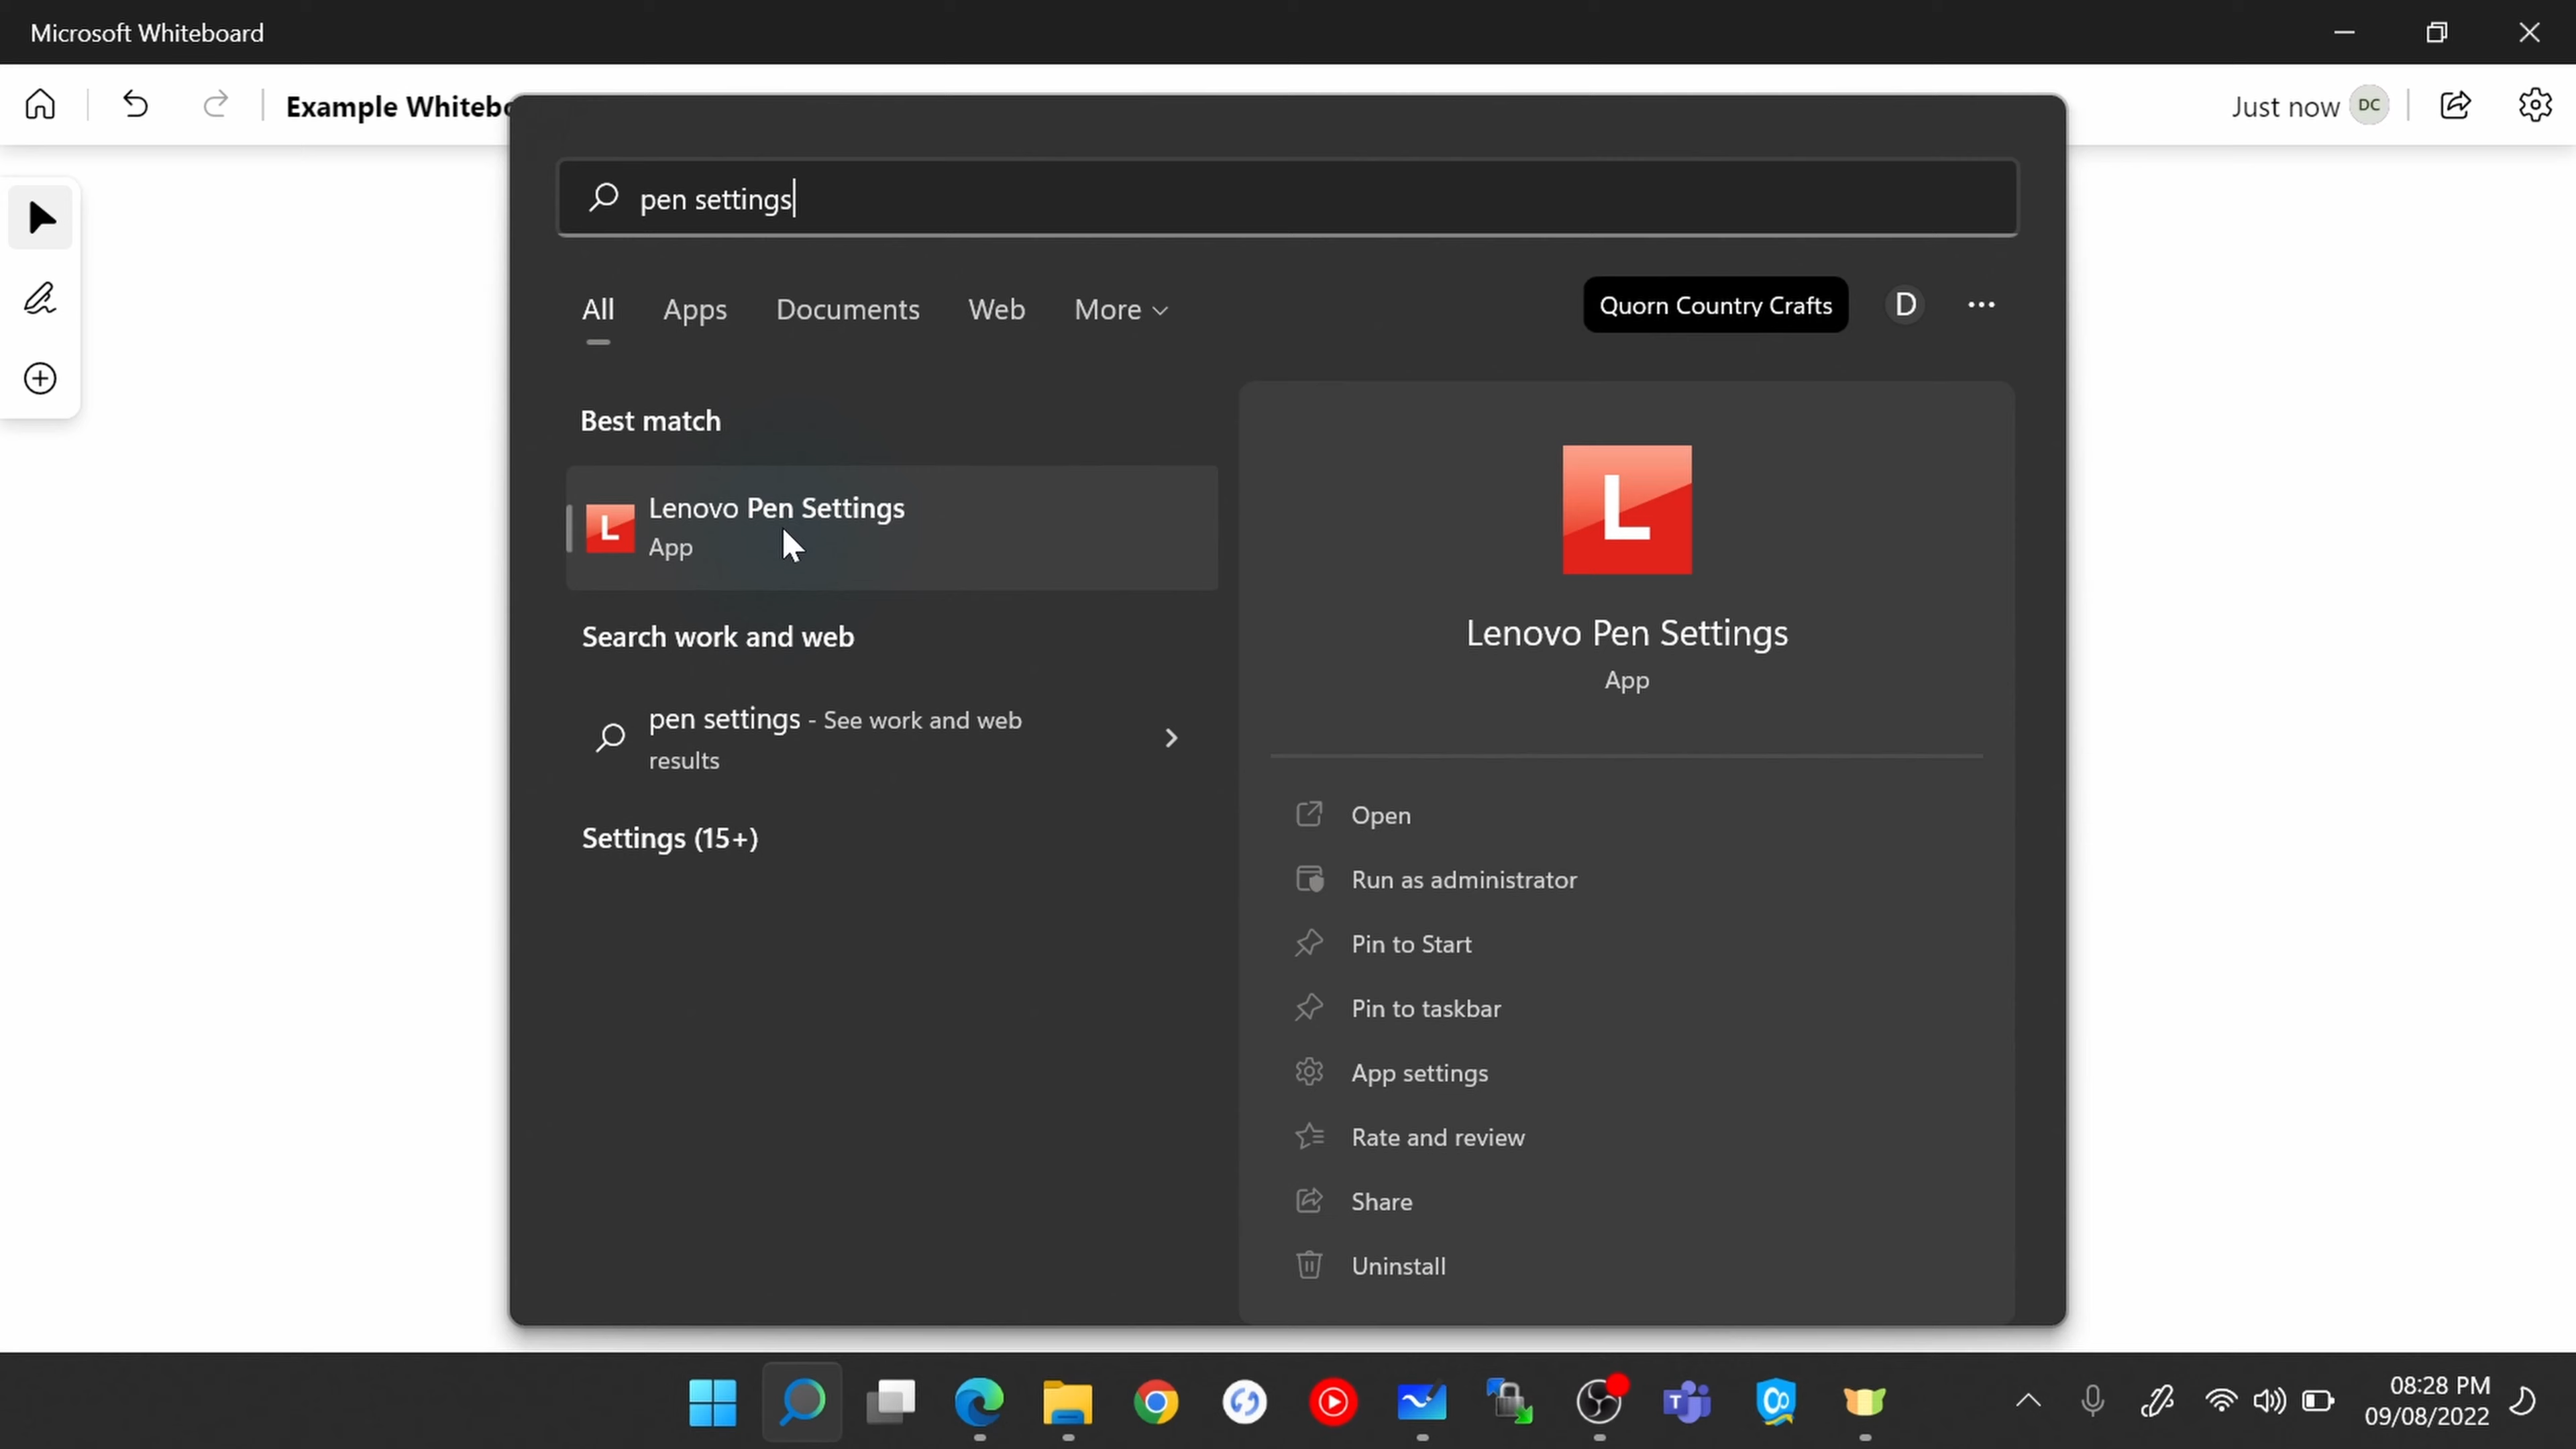 Microsoft Whiteboard
Example Whitebo
Just now DC
pen settings
All Apps Documents Web More
Quorn Country Crafts D
Best match
Lenovo Pen Settings
App
Search work and web
pen settings - See work and web
results
Settings (15+)
L
Lenovo Pen Settings
App
Open
Run as administrator
Pin to Start
Pin to taskbar
App settings
Rate and review
Share
Uninstall
08:28 PM
09/08/2022